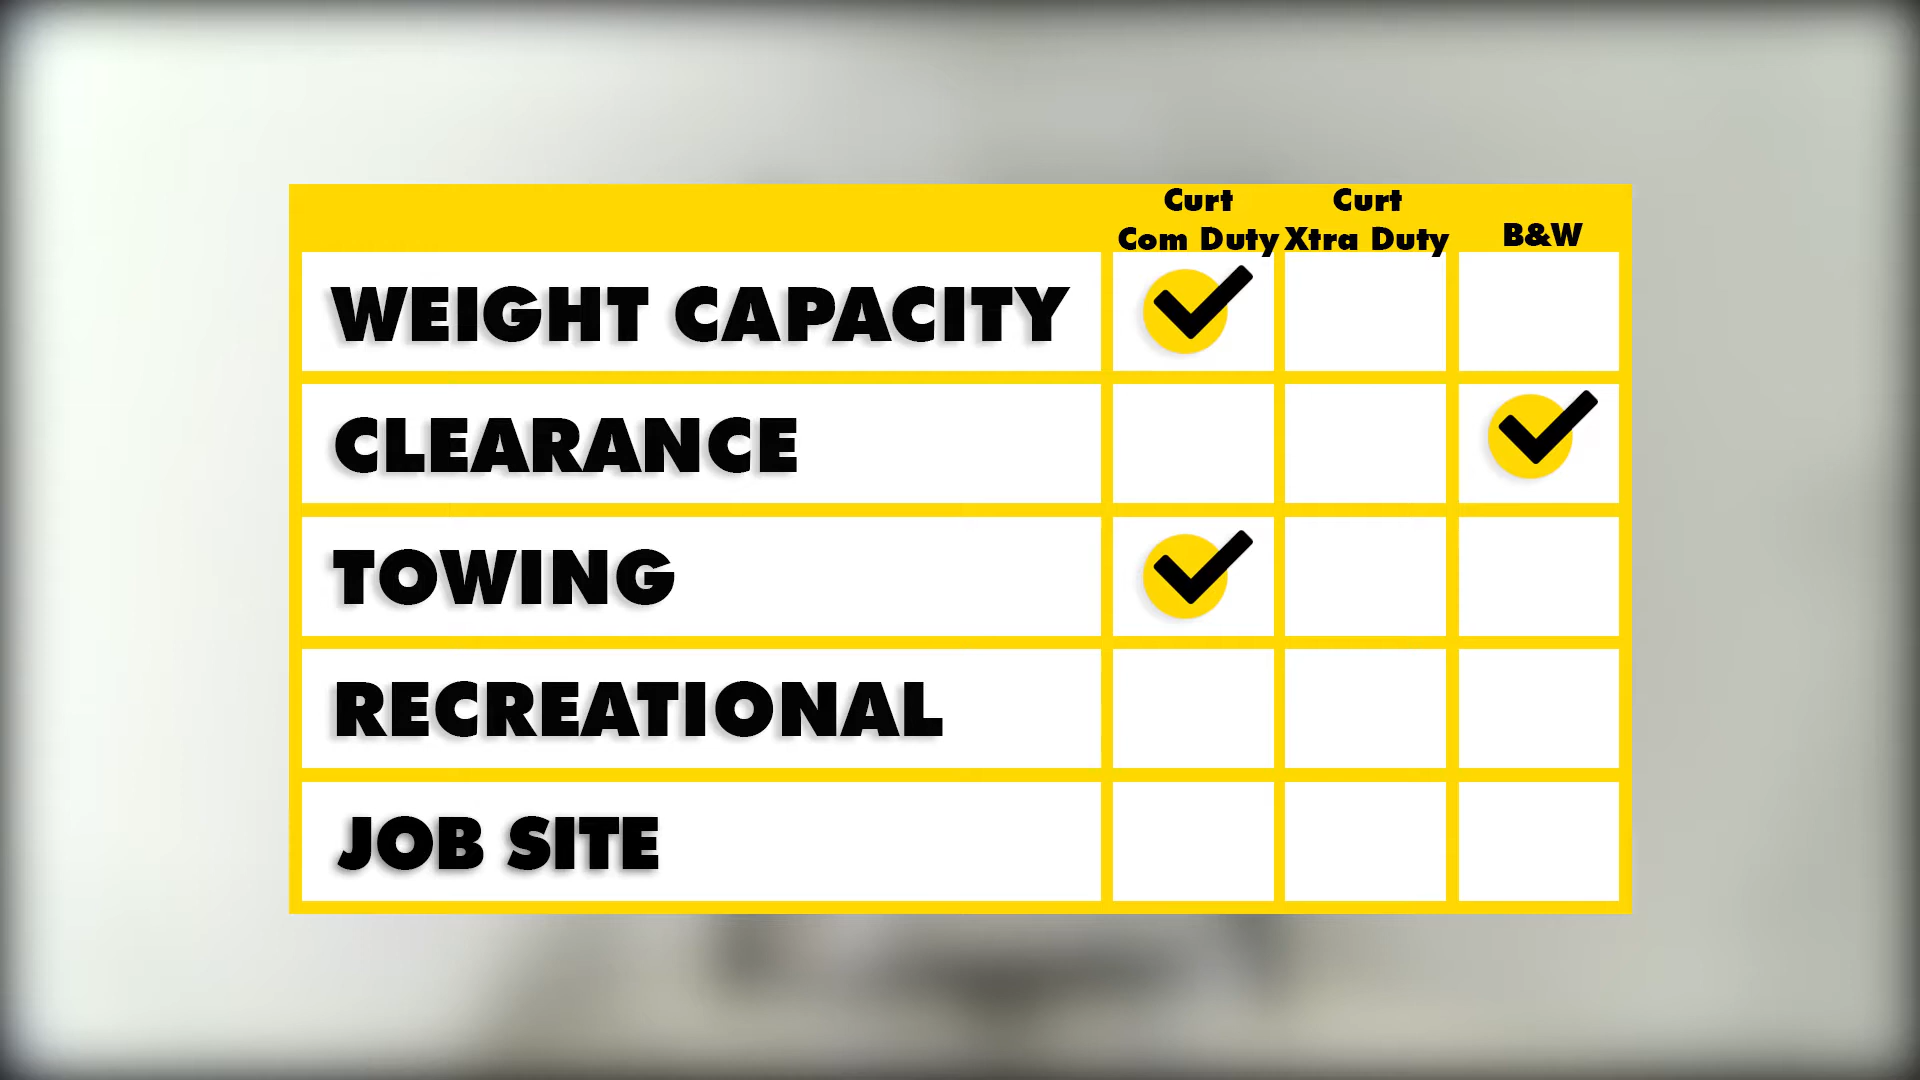 Curt
Com Duty
Curt
Xtra Duty
B&W
WEIGHT CAPACITY
CLEARANCE
TOWING
RECREATIONAL
JOB SITE